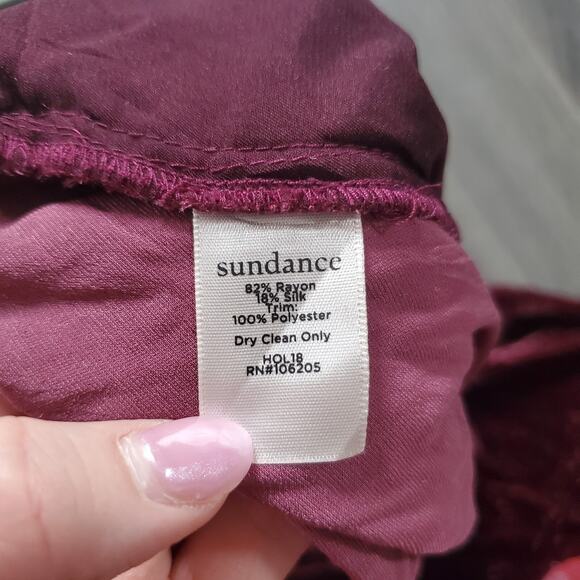 sundance
82% Rayon
18% Silk
Trim:
100% Polyester
Dry Clean Only
HOL18
RN#106205